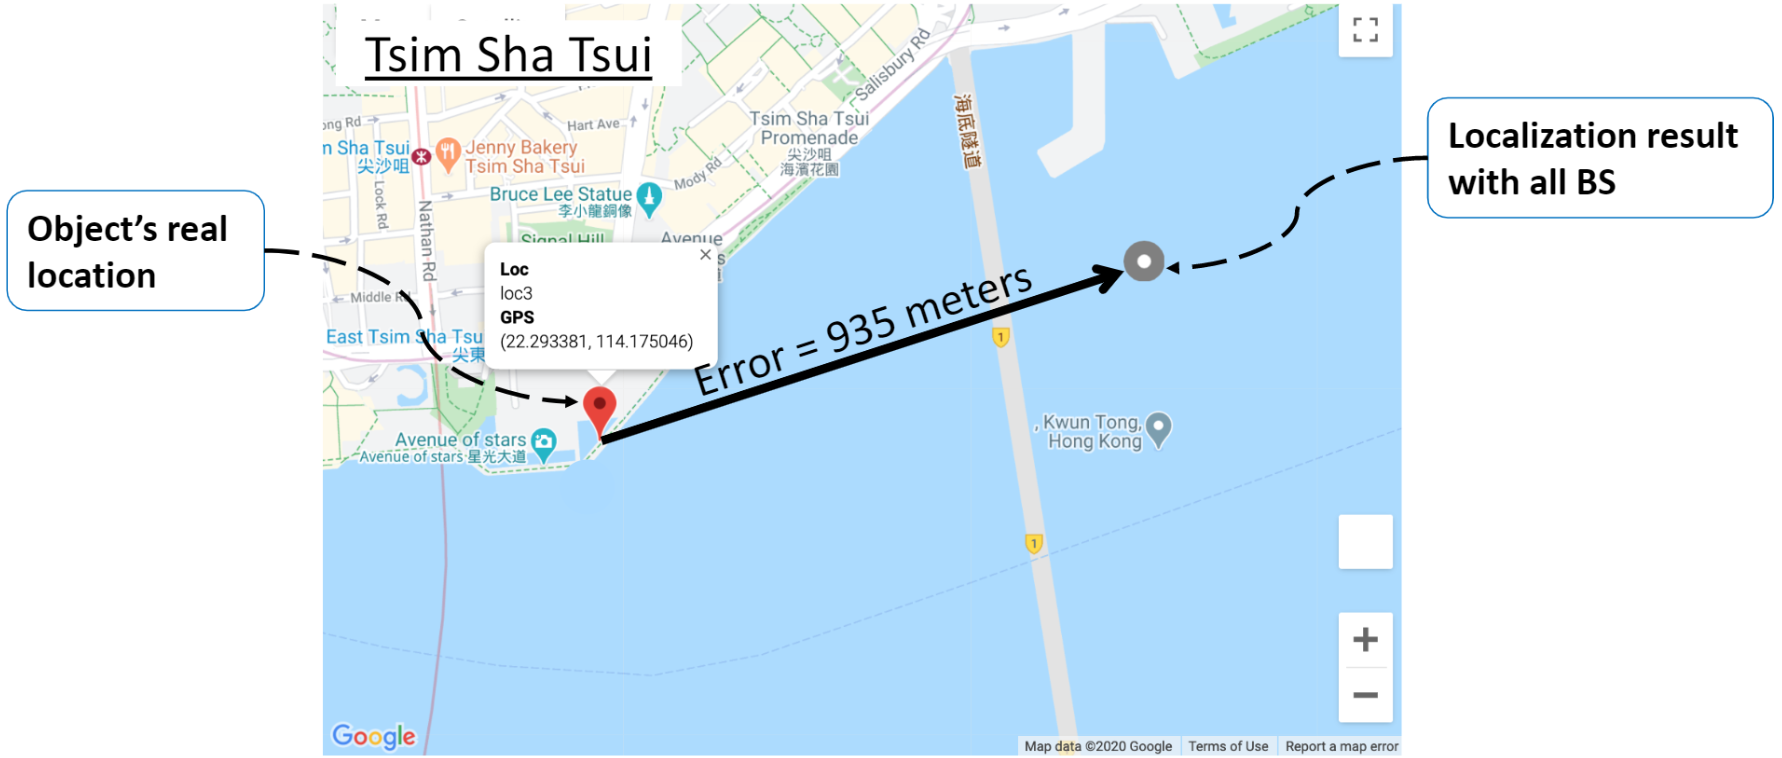 Tsim Sha Tsui
Salisbury Rd
海底隧道
Tsim Sha Tsui
Promenade
尖沙咀
海濱花園
Hart Ave
Jenny Bakery
Tsim Sha Tsui
Sha Tsui
尖沙咀
Lock Rd
Nathan Rd
Mody Rd
Bruce Lee Statue
李小龍銅像
Signal Hill
Avenue
Localization result
with all BS
Object’s real
location
Loc
loc3
GPS
(22.293381, 114.175046)
×
Middle Rd
East Tsim Sha Tsu
尖東
Error = 935 meters
1
Avenue of stars
Avenue of stars 星光大道
, Kwun Tong,
Hong Kong
1
+
−
Google
Map data ©2020 Google
Terms of Use
Report a map error